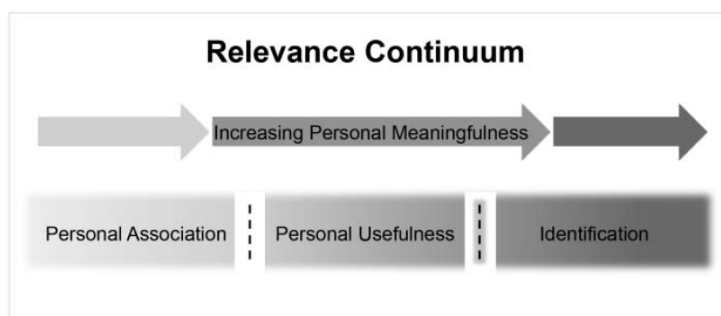 Relevance Continuum
Increasing Personal Meaningfulness
Personal Association
Personal Usefulness
Identification